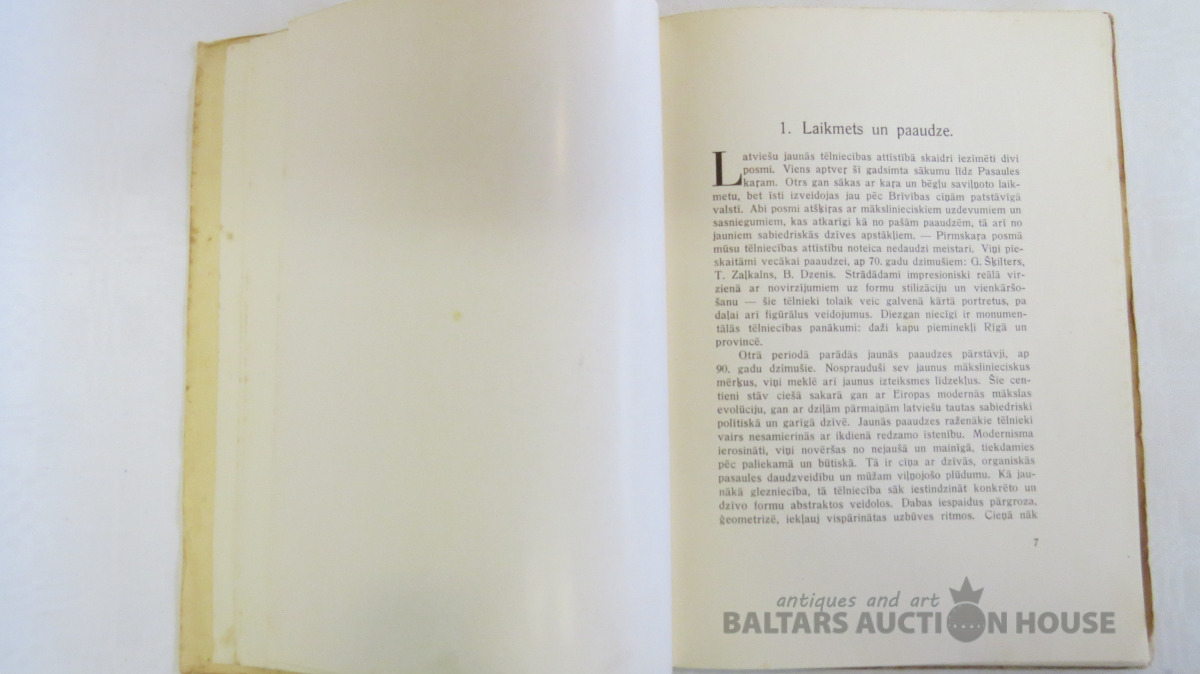 1. Laikmets un paaudze.
Latviešu jaunās tēlniecības attīstībā skaidri iezīmēti divi
posmi. Viens aptveŗ šī gadsimta sākumu līdz Pasaules
kaŗam. Otrs gan sākas ar kaŗa un bēgļu saviļņoto laik-
metu, bet īsti izveidojas jau pēc Brīvības cīņām patstāvīgā
valstī. Abi posmi atšķiŗas ar mākslinieciskiem uzdevumiem un
sasniegumiem, kas atkarīgi kā no pašām paaudzēm, tā arī no
jauniem sabiedriskās dzīves apstākļiem. — Pirmskaŗa posmā
mūsu tēlniecības attīstību noteica nedaudzi meistari. Viņi pie-
skaitāmi vecākai paaudzei, ap 70. gadu dzimušiem: G. Šķilters,
T. Zaļkalns, B. Dzenis. Strādādami impresioniski reālā vir-
zienā ar novirzījumiem uz formu stilizāciju un vienkāršo-
šanu — šie tēlnieki tolaik veic galvenā kārtā portretus, pa
daļai arī figūrālus veidojumus. Diezgan niecīgi ir monumen-
tālās tēlniecības panākumi: daži kapu pieminekļi Rīgā un
provincē.
Otrā periodā parādās jaunās paaudzes pārstāvji, ap
90. gadu dzimušie. Nosprauduši sev jaunus mākslinieciskus
mērķus, viņi meklē arī jaunus izteiksmes līdzekļus. Šie cen-
tieni stāv ciešā sakarā gan ar Eiropas modernās mākslas
evolūciju, gan ar dziļām pārmaiņām latviešu tautas sabiedriski
polītiskā un garīgā dzīvē. Jaunās paaudzes raženākie tēlnieki
vairs nesamierinās ar ikdienā redzamo īstenību. Modernisma
ierosināti, viņi novēršas no nejaušā un mainīgā, tiekdamies
pēc paliekamā un būtiskā. Tā ir cīņa ar dzīvās, organiskās
pasaules daudzveidību un mūžam viļņojošo plūdumu. Kā jau-
nākā glezniecība, tā tēlniecība sāk iestindzināt konkrēto un
dzīvo formu abstraktos veidolos. Dabas iespaidus pārgroza,
ģeometrizē, iekļauj vispārinātas uzbūves ritmos. Cieņā nāk
7
antiques and art
BALTARS AUCTION HOUSE